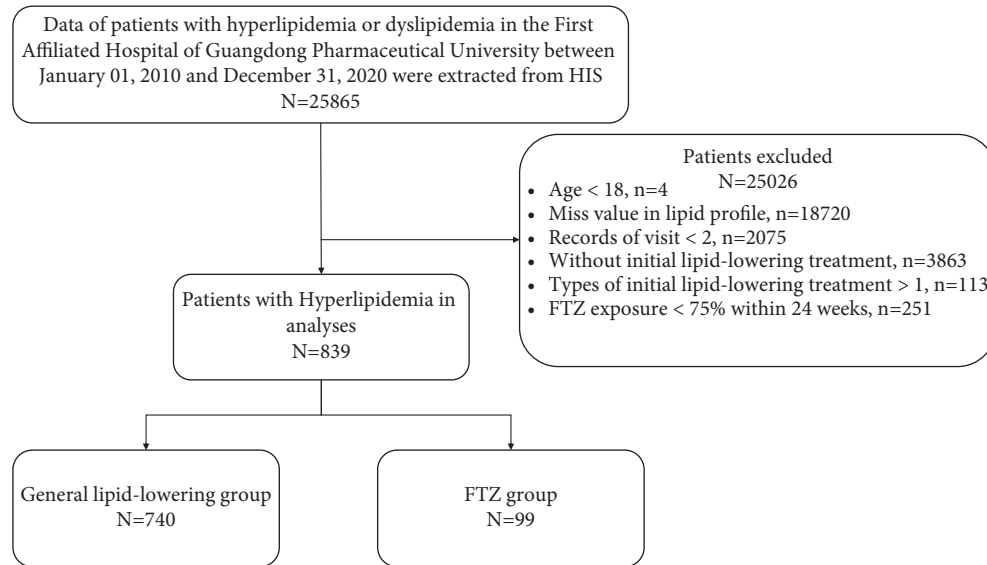 Data of patients with hyperlipidemia or dyslipidemia in the First
Affiliated Hospital of Guangdong Pharmaceutical University between
January 01, 2010 and December 31, 2020 were extracted from HIS
N=25865
Patients excluded
N=25026
• Age < 18, n=4
• Miss value in lipid profile, n=18720
• Records of visit < 2, n=2075
• Without initial lipid-lowering treatment, n=3863
• Types of initial lipid-lowering treatment > 1, n=113
• FTZ exposure < 75% within 24 weeks, n=251
Patients with Hyperlipidemia in
analyses
N=839
General lipid-lowering group
N=740
FTZ group
N=99